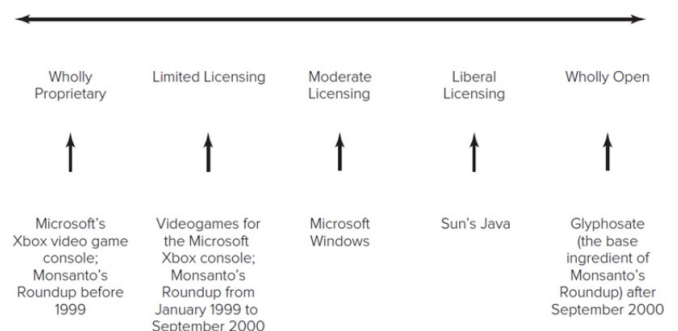 Wholly
Proprietary
Limited Licensing
Moderate
Licensing
Liberal
Licensing
Wholly Open
Microsoft's
Xbox video game
console;
Monsanto's
Roundup before
1999
Videogames for
the Microsoft
Xbox console;
Monsanto's
Roundup from
January 1999 to
September 2000
Microsoft
Windows
Sun's Java
Glyphosate
(the base
ingredient of
Monsanto's
Roundup) after
September 2000